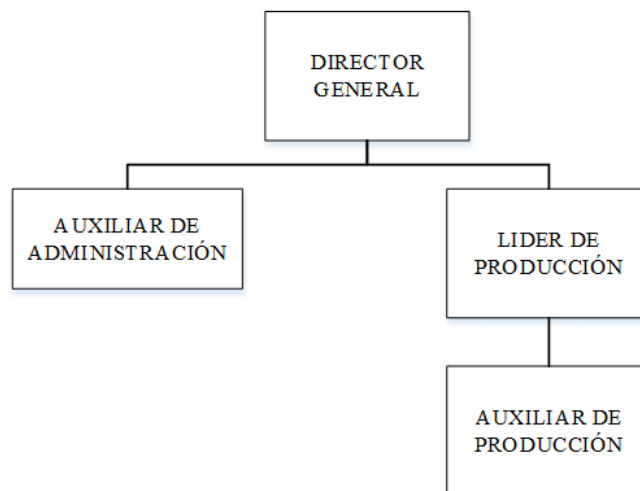 DIRECTOR
GENERAL
AUXILIAR DE
ADMINISTRACIÓN
LIDER DE
PRODUCCIÓN
AUXILIAR DE
PRODUCCIÓN